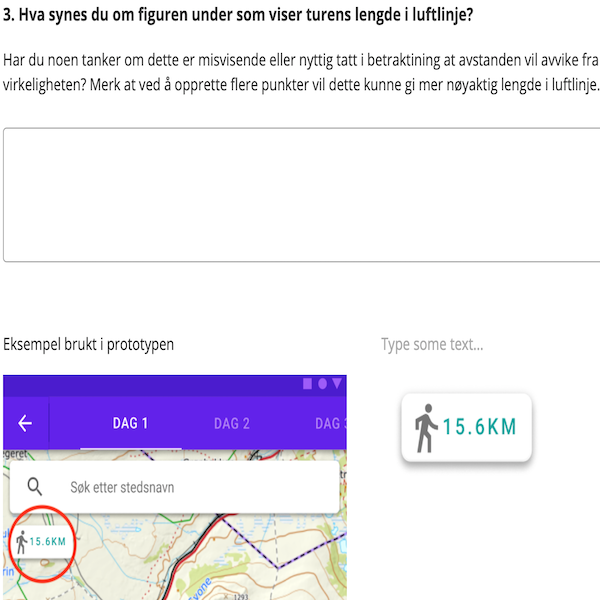 3. Hva synes du om figuren under som viser turens lengde i luftlinje?
Har du noen tanker om dette er misvisende eller nyttig tatt i betraktining at avstanden vil avvike fra
virkeligheten? Merk at ved å opprette flere punkter vil dette kunne gi mer nøyaktig lengde i luftlinje.
Eksempel brukt i prototypen
Type some text...
15.6KM
DAG 1
DAG 2
DAG
egeret
Søk etter stedsnavn
15.6KM
1293